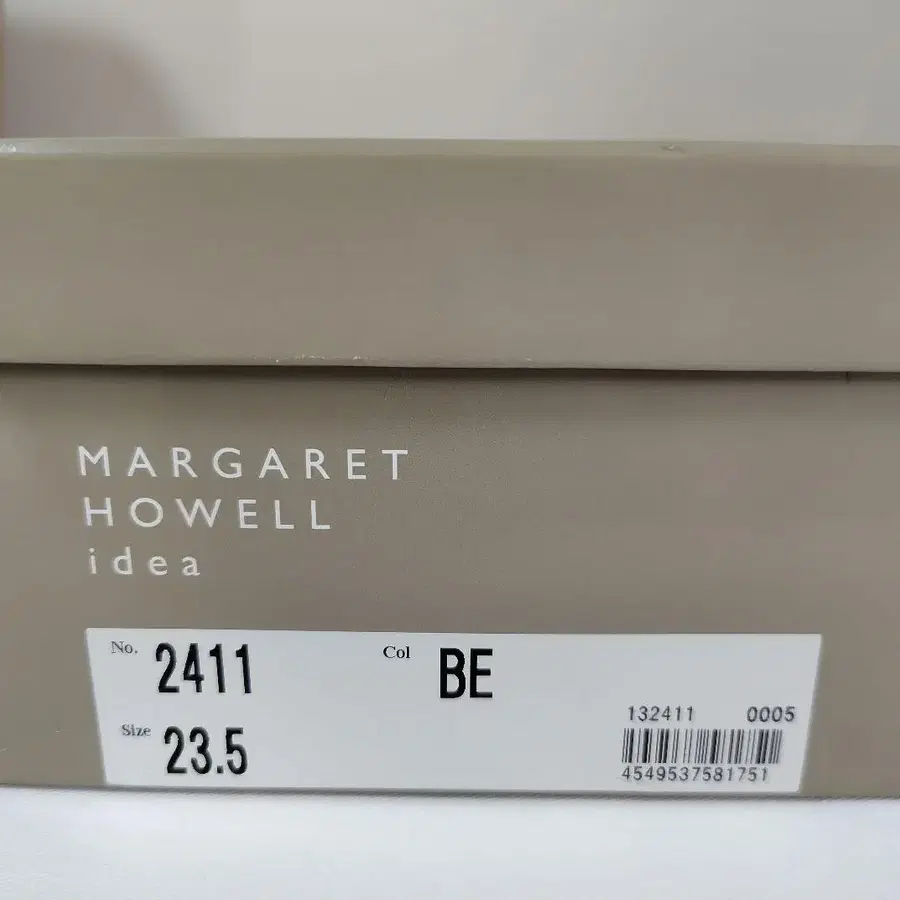 MARGARET
HOWELL
idea
No. 2411 Col BE
Size 23.5
132411 0005
4549537581751